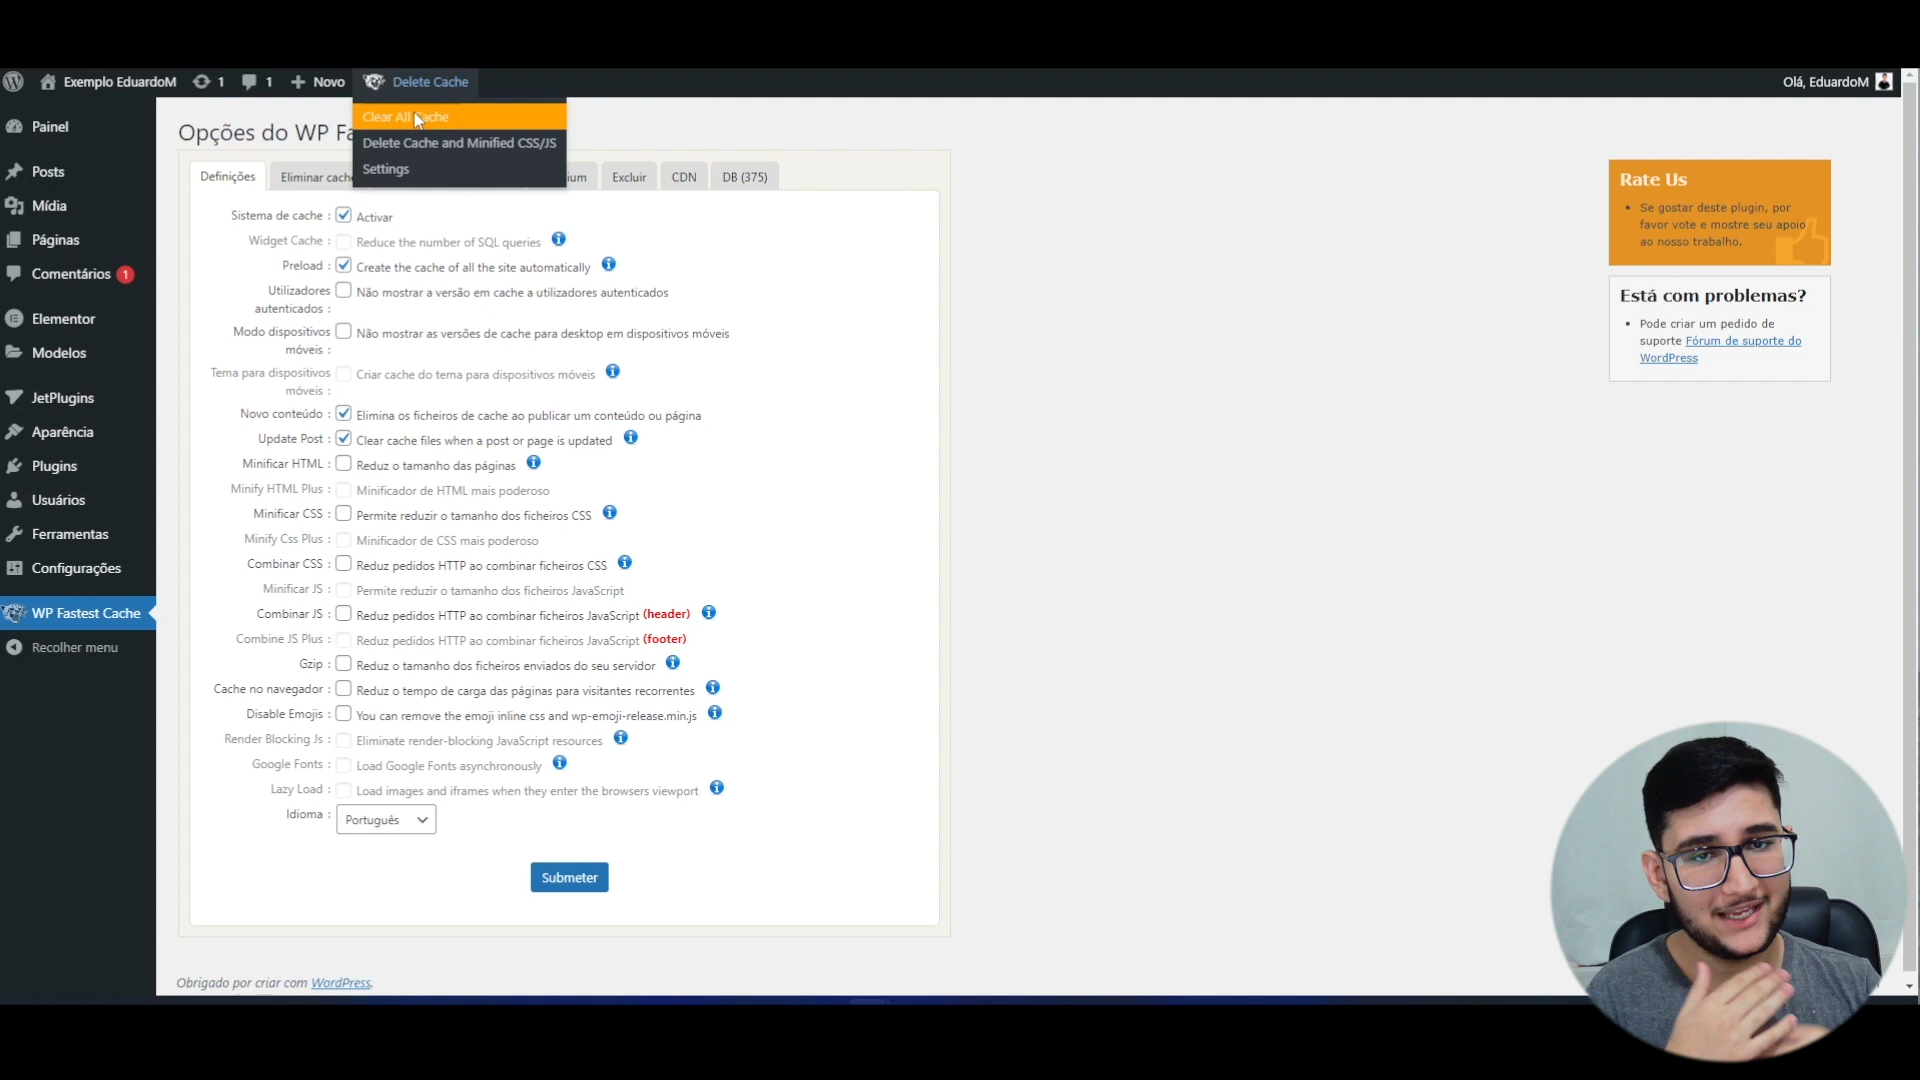 Exemplo EduardoM 1 1 Novo Delete Cache Olá, EduardoM
Clear All Cache
Delete Cache and Minified CSS/JS
Settings
Painel
Posts
Mídia
Páginas
Comentários 1
Elementor
Modelos
JetPlugins
Aparência
Plugins
Usuários
Ferramentas
Configurações
WP Fastest Cache
Recolher menu
Opções do WP Fa
Definições Eliminar cache ium Excluir CDN DB (375)
Sistema de cache : Activar
Widget Cache : Reduce the number of SQL queries
Preload : Create the cache of all the site automatically
Utilizadores
autenticados : Não mostrar a versão em cache a utilizadores autenticados
Modo dispositivos
móveis : Não mostrar as versões de cache para desktop em dispositivos móveis
Tema para dispositivos
móveis : Criar cache do tema para dispositivos móveis
Novo conteúdo : Elimina os ficheiros de cache ao publicar um conteúdo ou página
Update Post : Clear cache files when a post or page is updated
Minificar HTML : Reduz o tamanho das páginas
Minify HTML Plus : Minificador de HTML mais poderoso
Minificar CSS : Permite reduzir o tamanho dos ficheiros CSS
Minify Css Plus : Minificador de CSS mais poderoso
Combinar CSS : Reduz pedidos HTTP ao combinar ficheiros CSS
Minificar JS : Permite reduzir o tamanho dos ficheiros JavaScript
Combinar JS : Reduz pedidos HTTP ao combinar ficheiros JavaScript (header)
Combine JS Plus : Reduz pedidos HTTP ao combinar ficheiros JavaScript (footer)
Gzip : Reduz o tamanho dos ficheiros enviados do seu servidor
Cache no navegador : Reduz o tempo de carga das páginas para visitantes recorrentes
Disable Emojis : You can remove the emoji inline css and wp-emoji-release.min.js
Render Blocking Js : Eliminate render-blocking JavaScript resources
Google Fonts : Load Google Fonts asynchronously
Lazy Load : Load images and iframes when they enter the browsers viewport
Idioma : Português
Submeter
Rate Us
Se gostar deste plugin, por
favor vote e mostre seu apoio
ao nosso trabalho.
Está com problemas?
Pode criar um pedido de
suporte Fórum de suporte do
WordPress
Obrigado por criar com WordPress.